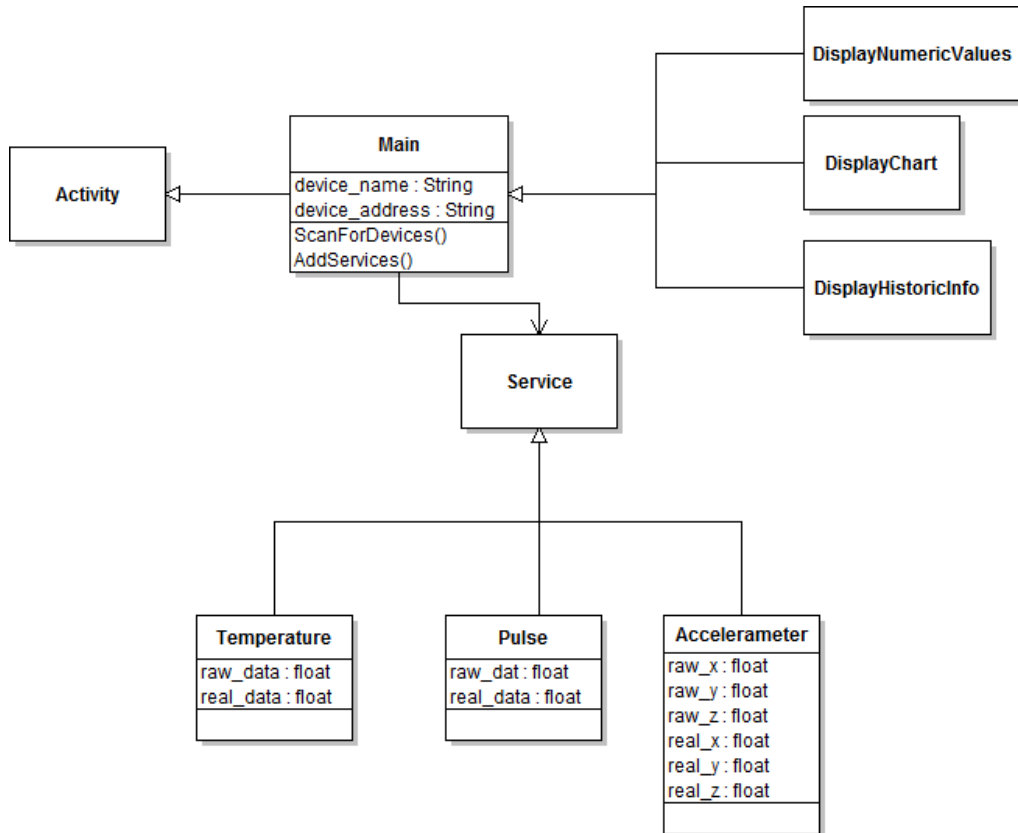 DisplayNumericValues
Main
device_name : String
device_address : String
ScanForDevices()
AddServices()
Activity
DisplayChart
DisplayHistoricInfo
Service
Temperature
raw_data : float
real_data : float
Pulse
raw_dat : float
real_data : float
Accelerameter
raw_x : float
raw_y : float
raw_z : float
real_x : float
real_y : float
real_z : float